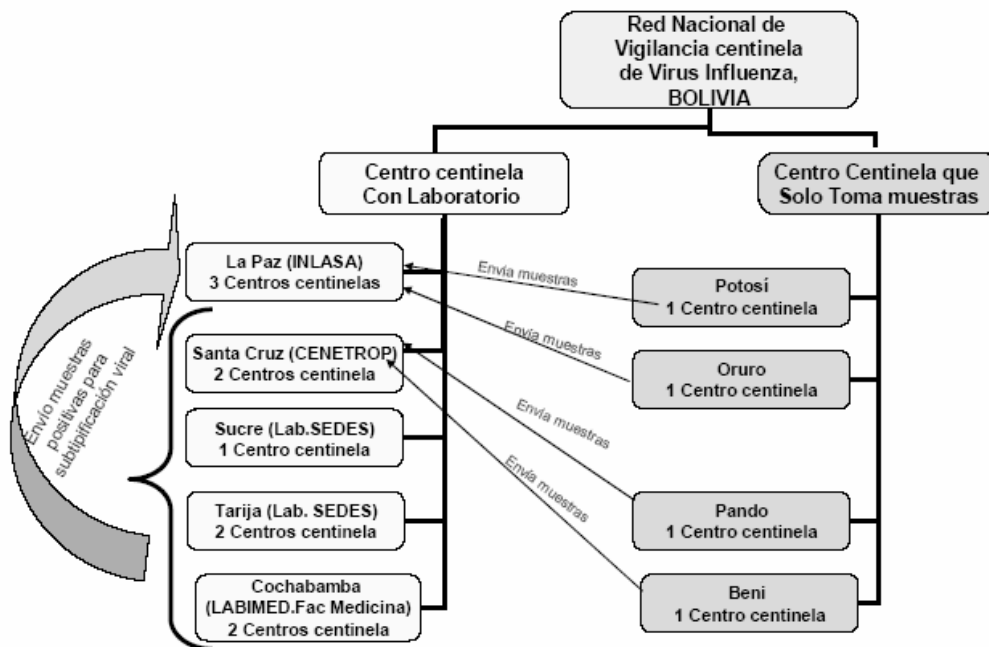 Red Nacional de
Vigilancia centinela
de Virus Influenza,
BOLIVIA
Centro centinela
Con Laboratorio
Centro Centinela que
Solo Toma muestras
La Paz (INLASA)
3 Centros centinelas
Santa Cruz (CENETROP)
2 Centros centinela
Sucre (Lab.SEDES)
1 Centro centinela
Tarija (Lab. SEDES)
2 Centros centinela
Cochabamba
(LABIMED.Fac Medicina)
2 Centros centinela
Potosí
1 Centro centinela
Oruro
1 Centro centinela
Pando
1 Centro centinela
Beni
1 Centro centinela
Envía muestras
Envía muestras
Envía muestras
Envía muestras
Envío muestras
positivas para
subtipificación viral